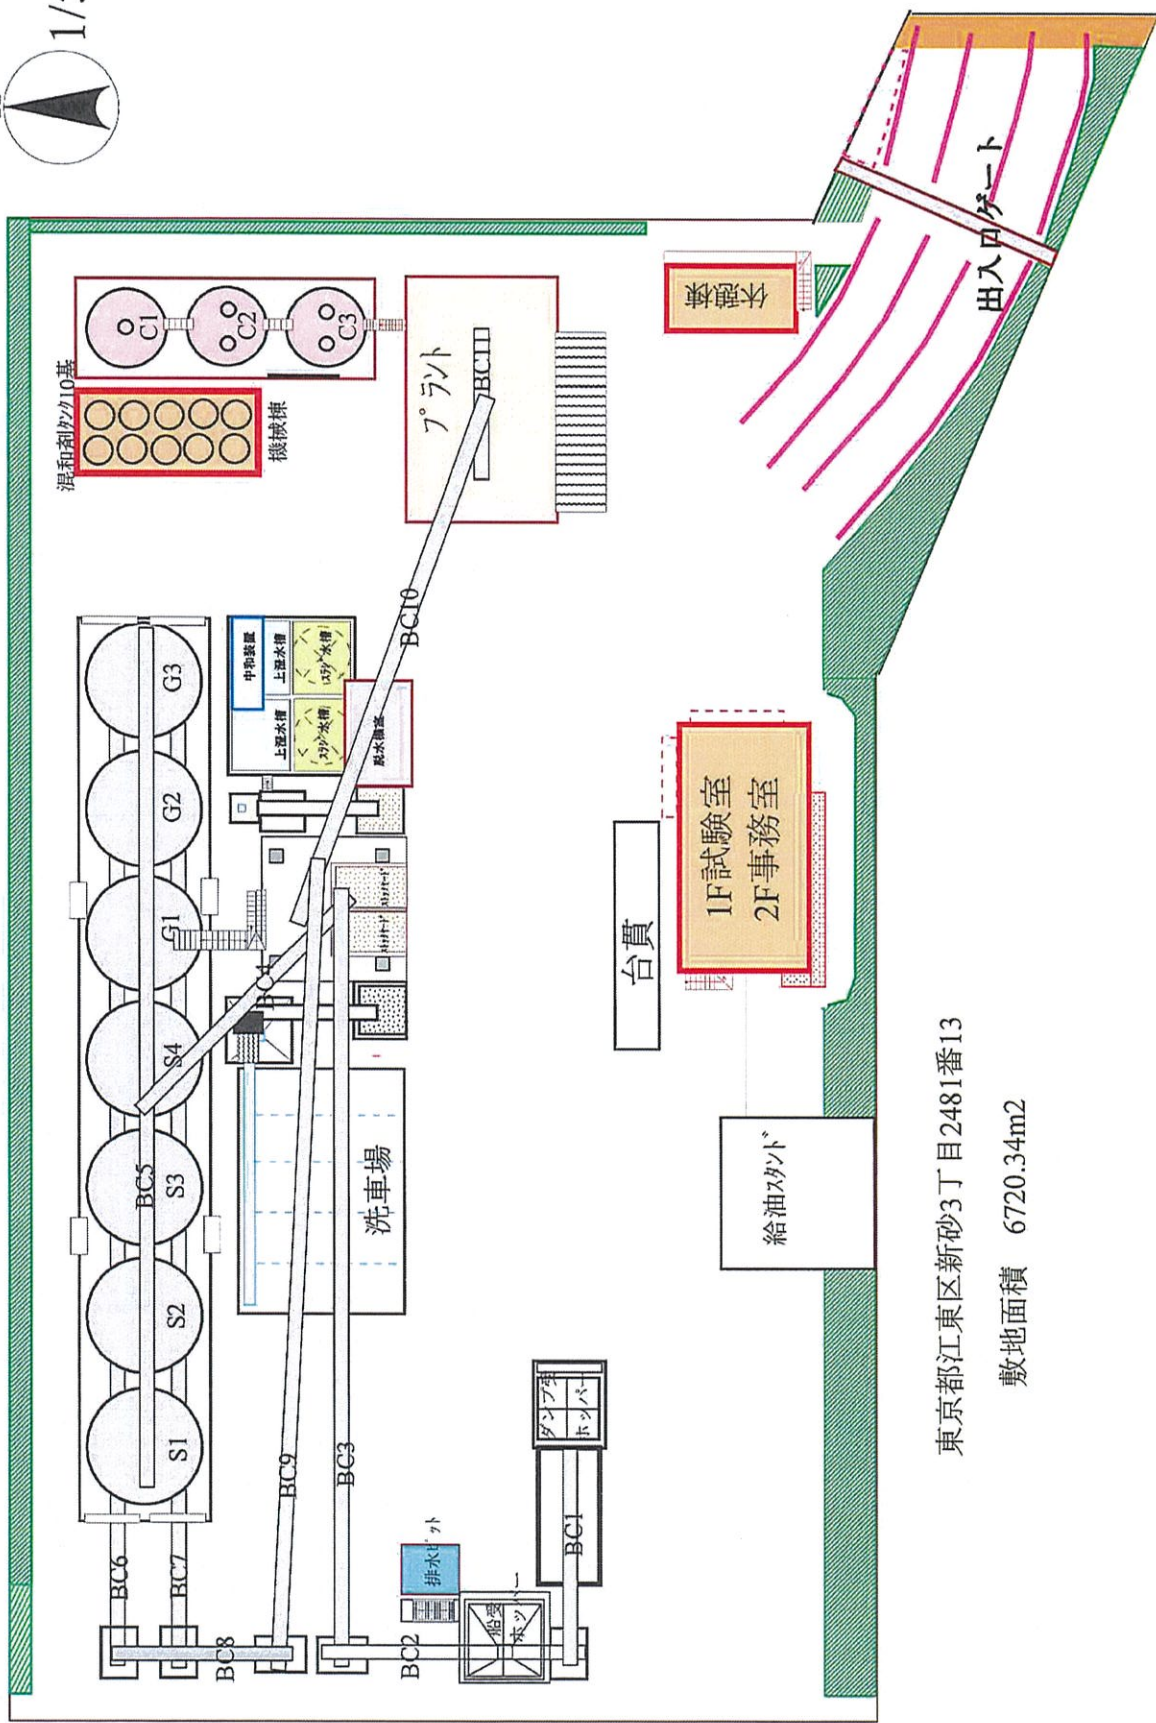 1/
混和剤タンク10基
機械棟
C1
C2
C3
プラント
BC11
休憩棟
出入口ゲート
BC10
G3
G2
G1
S4
S3
S2
S1
BC5
中和装置
上澄水槽
上澄水槽
スラッジ水槽
スラッジ水槽
脱水機室
BC4
洗車場
BC9
BC3
BC6
BC7
BC8
BC2
排水ピット
船受
ホッパー
BC1
ダンプ受
ホッパー
台貫
1F試験室
2F事務室
給油スタンド
東京都江東区新砂3丁目2481番13
敷地面積 6720.34m2